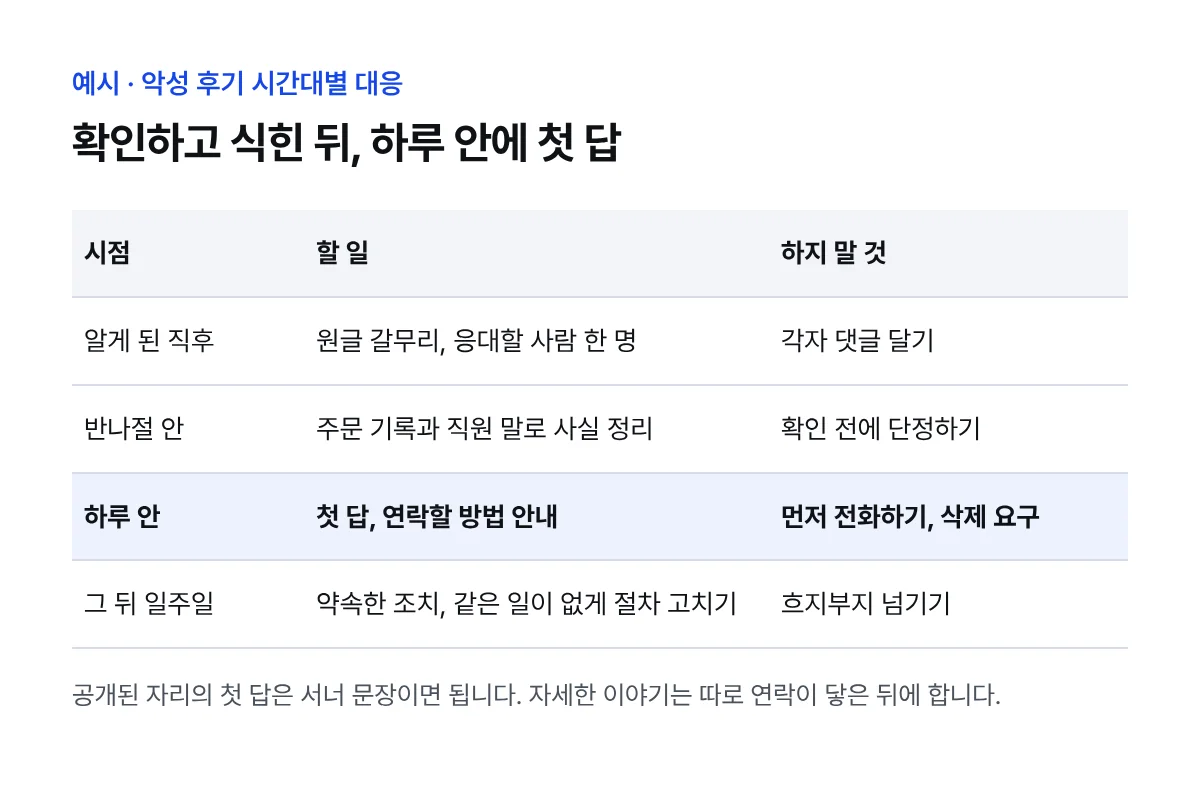 예시 · 악성 후기 시간대별 대응
확인하고 식힌 뒤, 하루 안에 첫 답
시점 할 일 하지 말 것
알게 된 직후 원글 갈무리, 응대할 사람 한 명 각자 댓글 달기
반나절 안 주문 기록과 직원 말로 사실 정리 확인 전에 단정하기
하루 안 첫 답, 연락할 방법 안내 먼저 전화하기, 삭제 요구
그 뒤 일주일 약속한 조치, 같은 일이 없게 절차 고치기 흐지부지 넘기기
공개된 자리의 첫 답은 서너 문장이면 됩니다. 자세한 이야기는 따로 연락이 닿은 뒤에 합니다.